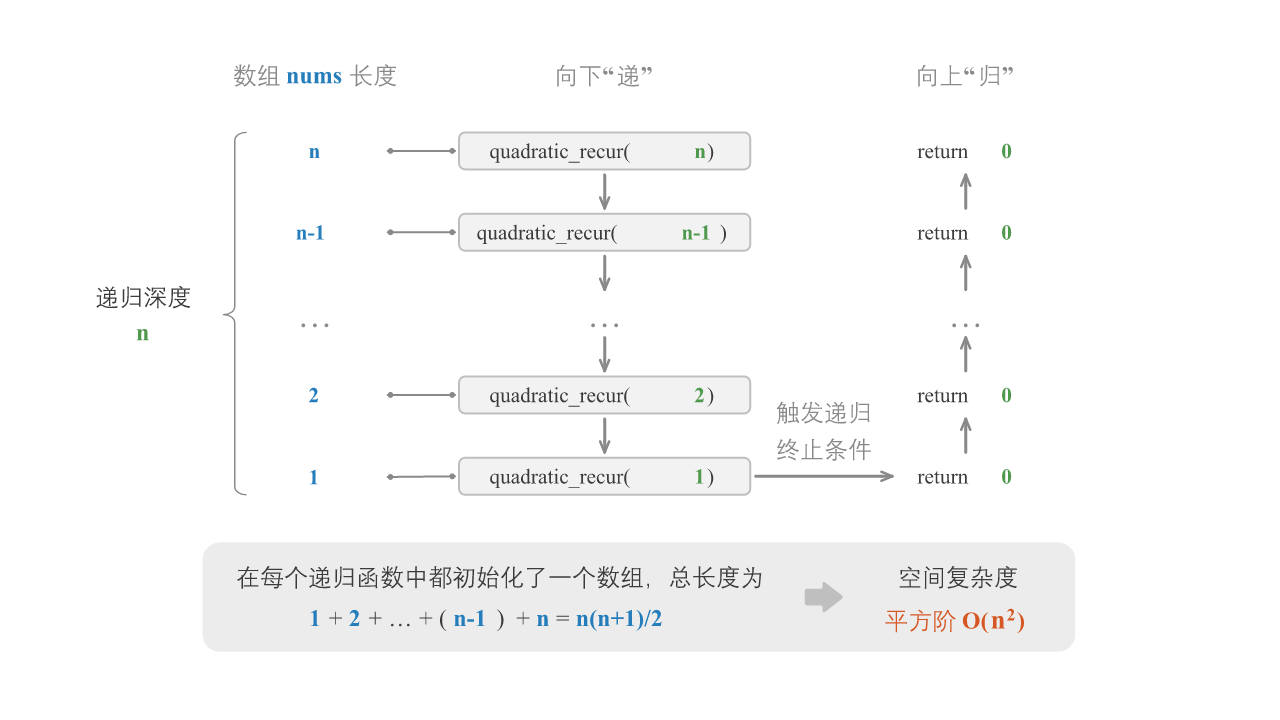 数组 nums 长度 向下“递” 向上“归”
n quadratic_recur( n) return 0
n-1 quadratic_recur( n-1 ) return 0
递归深度
n
... ... ...
2 quadratic_recur( 2) return 0
触发递归
终止条件
1 quadratic_recur( 1) return 0
在每个递归函数中都初始化了一个数组，总长度为
1 + 2 + … + ( n-1 ) + n = n(n+1)/2
空间复杂度
平方阶 O(n²)